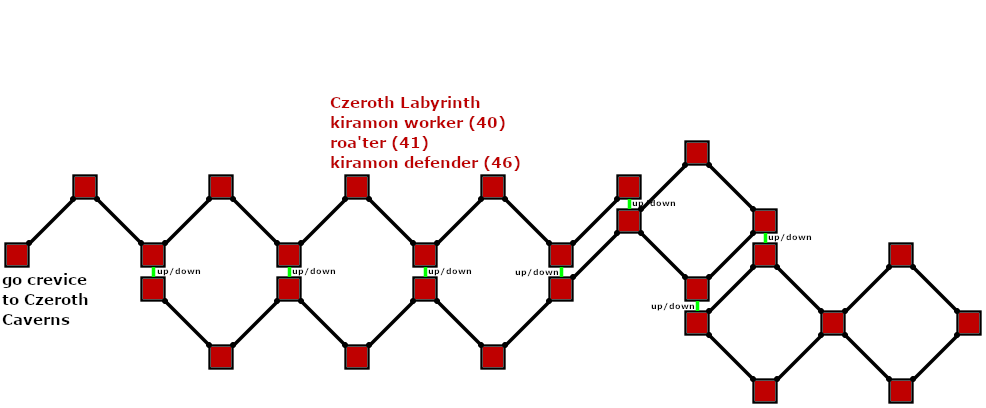 Czeroth Labyrinth
kiramon worker (40)
roa'ter (41)
kiramon defender (46)
up/down
up/down
up/down
up/down
up/down
up/down
up/down
go crevice
to Czeroth
Caverns